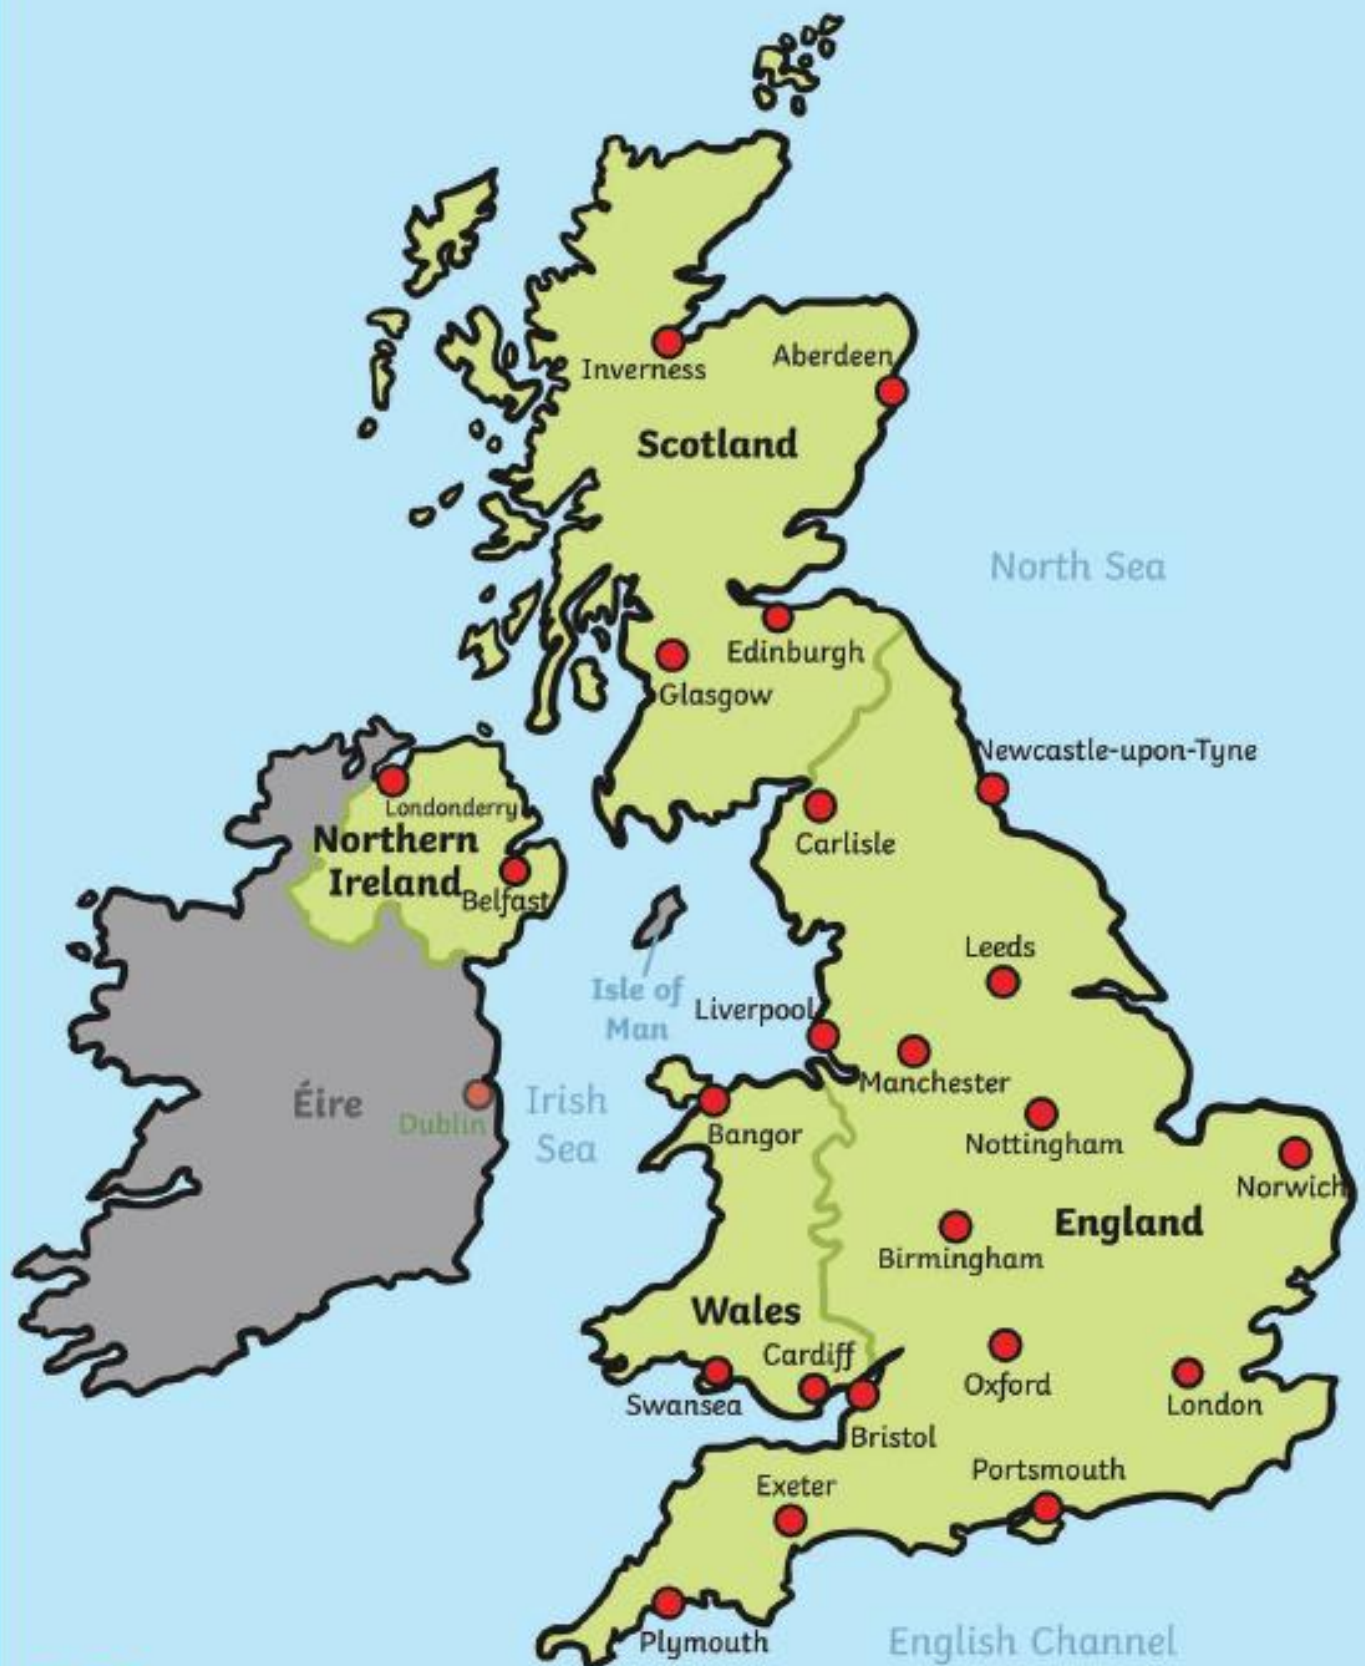 Inverness
Aberdeen
Scotland
North Sea
Edinburgh
Glasgow
Newcastle-upon-Tyne
Londonderry
Northern
Ireland
Belfast
Carlisle
Leeds
Isle of
Man
Liverpool
Manchester
Éire
Dublin
Irish
Sea
Bangor
Nottingham
Norwich
England
Birmingham
Wales
Cardiff
Swansea
Oxford
London
Bristol
Portsmouth
Exeter
Plymouth
English Channel